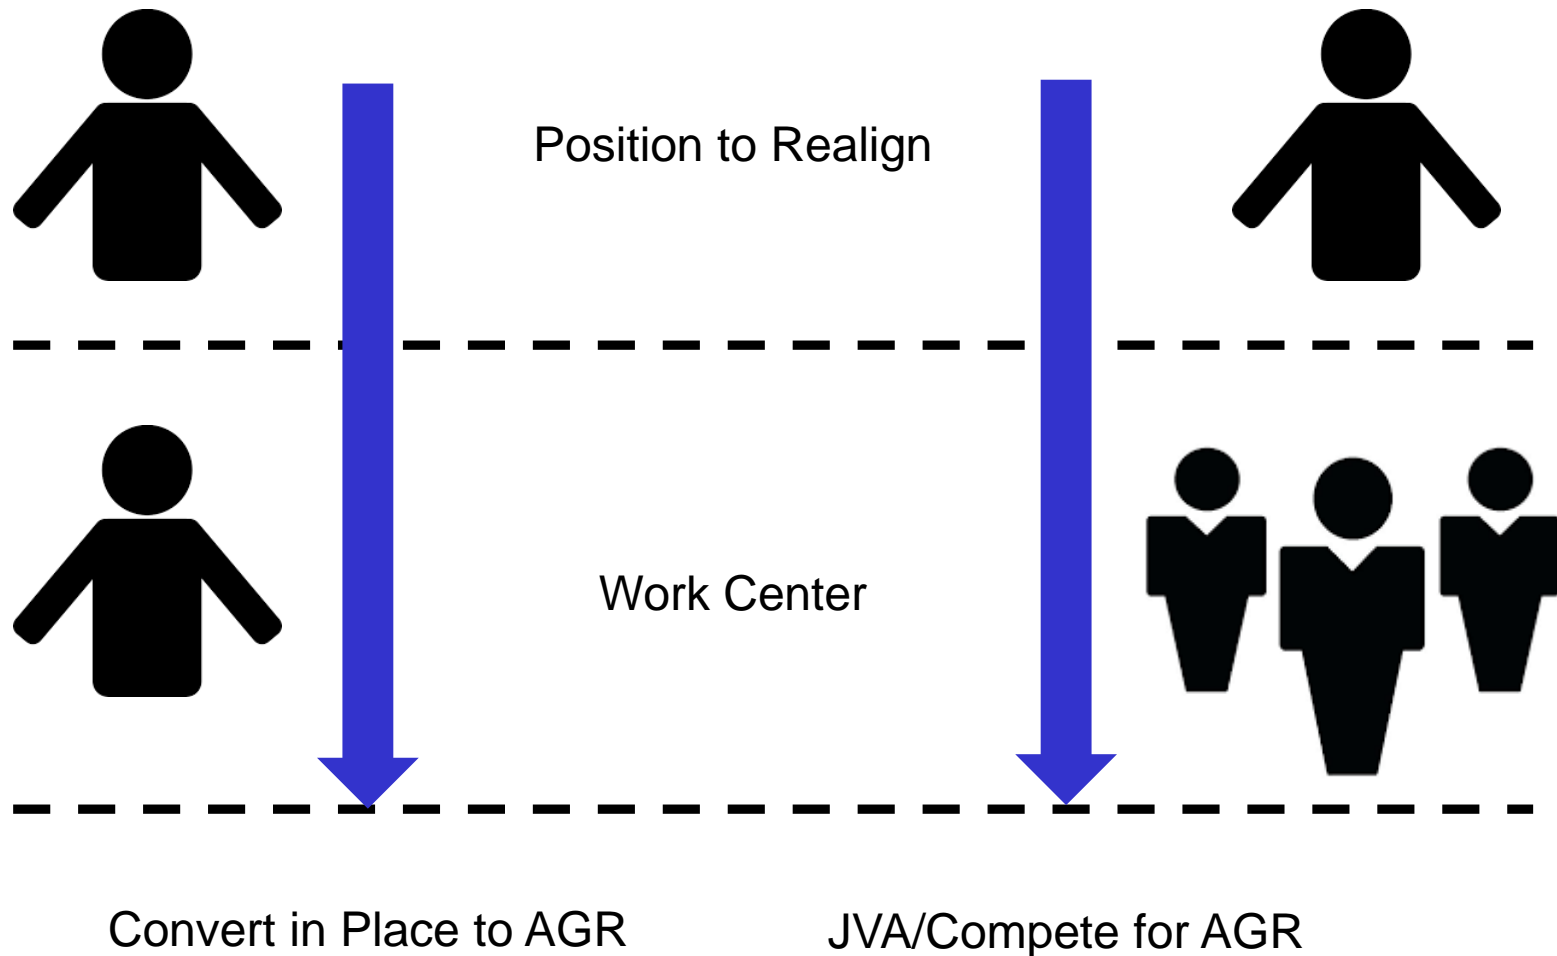 Position to Realign
Work Center
Convert in Place to AGR
JVA/Compete for AGR